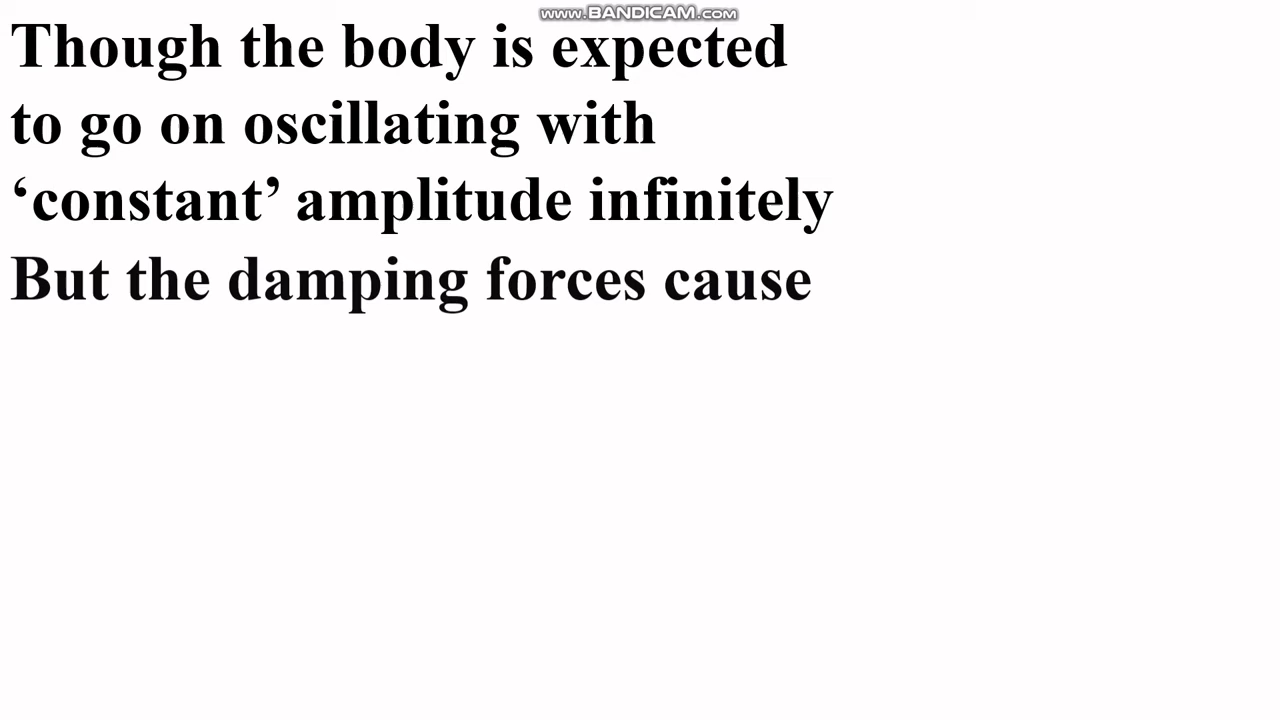 www.BANDICAM.com
Though the body is expected
to go on oscillating with
‘constant’ amplitude infinitely
But the damping forces cause